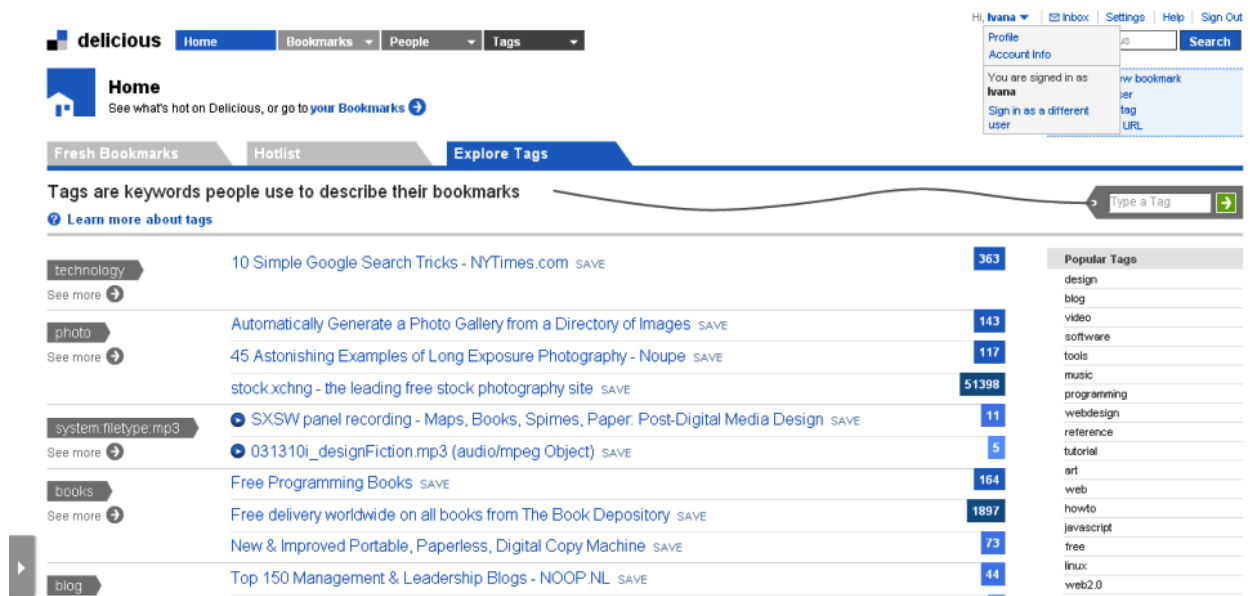 Hi, Ivana Inbox Settings Help Sign Out
delicious Home Bookmarks People Tags
Search
Profile
Account Info
You are signed in as
Ivana
Sign in as a different
user
bookmark
tag
URL
Home
See what's hot on Delicious, or go to your Bookmarks
Fresh Bookmarks Hotlist Explore Tags
Tags are keywords people use to describe their bookmarks
Type a Tag
Learn more about tags
technology
See more
10 Simple Google Search Tricks - NYTimes.com SAVE 363
photo
See more
Automatically Generate a Photo Gallery from a Directory of Images SAVE 143
45 Astonishing Examples of Long Exposure Photography - Noupe SAVE 117
stock.xchng - the leading free stock photography site SAVE 51398
system:filetype:mp3
See more
SXSW panel recording - Maps, Books, Spimes, Paper: Post-Digital Media Design SAVE 11
031310i_designFiction.mp3 (audio/mpeg Object) SAVE 5
books
See more
Free Programming Books SAVE 164
Free delivery worldwide on all books from The Book Depository SAVE 1897
New & Improved Portable, Paperless, Digital Copy Machine SAVE 73
blog
Top 150 Management & Leadership Blogs - NOOP.NL SAVE 44
Popular Tags
design
blog
video
software
tools
music
programming
webdesign
reference
tutorial
art
web
howto
javascript
free
linux
web2.0